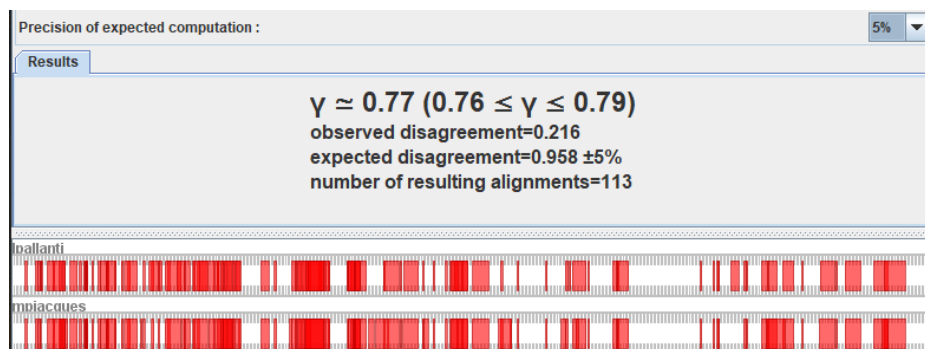 Precision of expected computation :
5%
Results
γ ≃ 0.77 (0.76 ≤ γ ≤ 0.79)
observed disagreement=0.216
expected disagreement=0.958 ±5%
number of resulting alignments=113
lpallanti
mpjacques